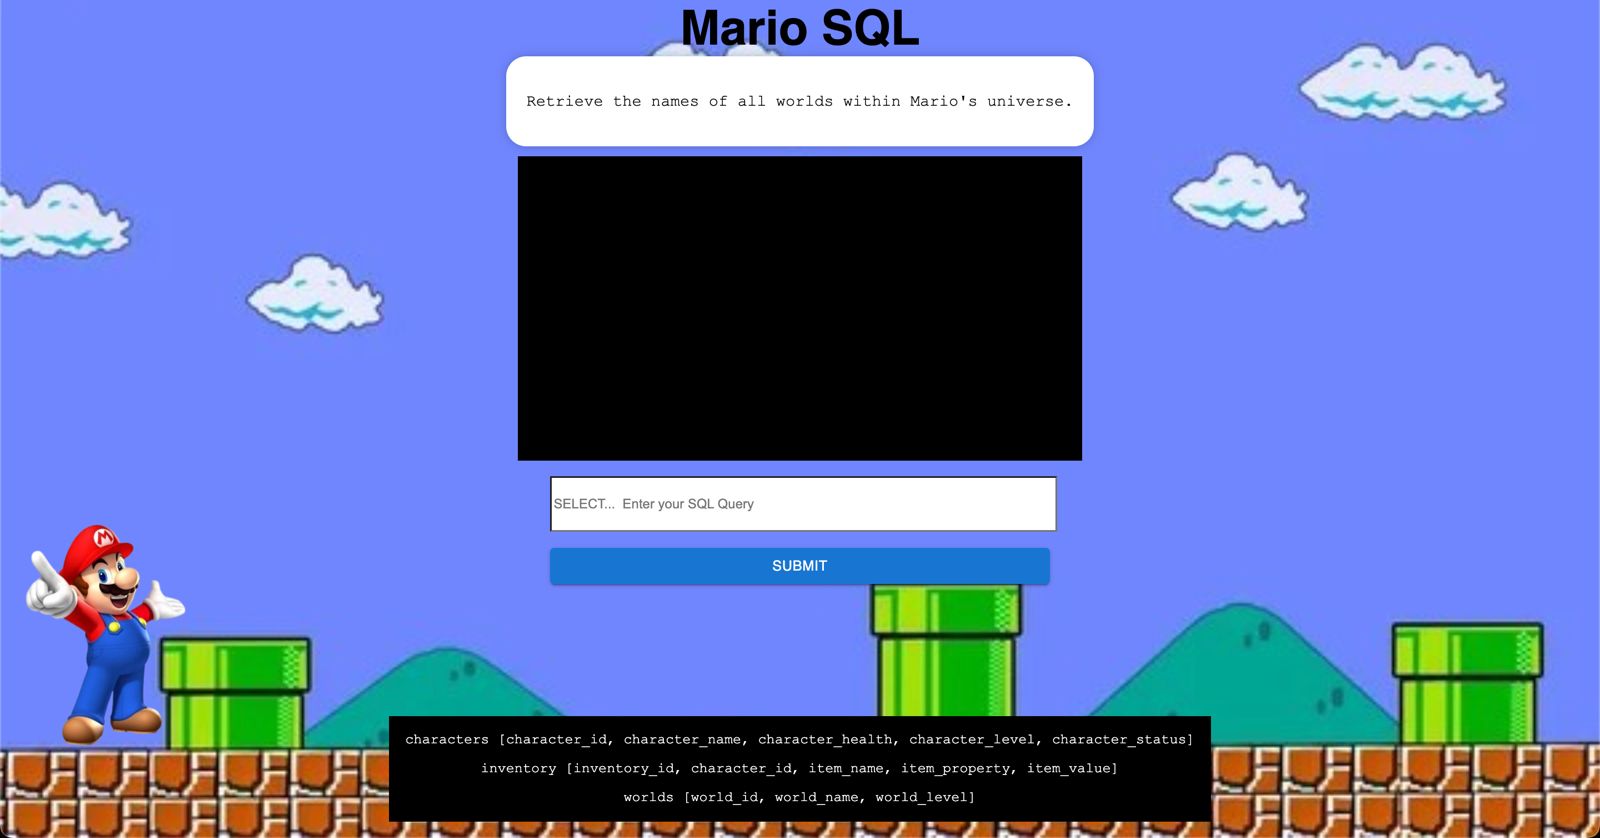 Mario SQL
Retrieve the names of all worlds within Mario's universe.
SELECT...  Enter your SQL Query
SUBMIT
M
characters [character_id, character_name, character_health, character_level, character_status]
inventory [inventory_id, character_id, item_name, item_property, item_value]
worlds [world_id, world_name, world_level]